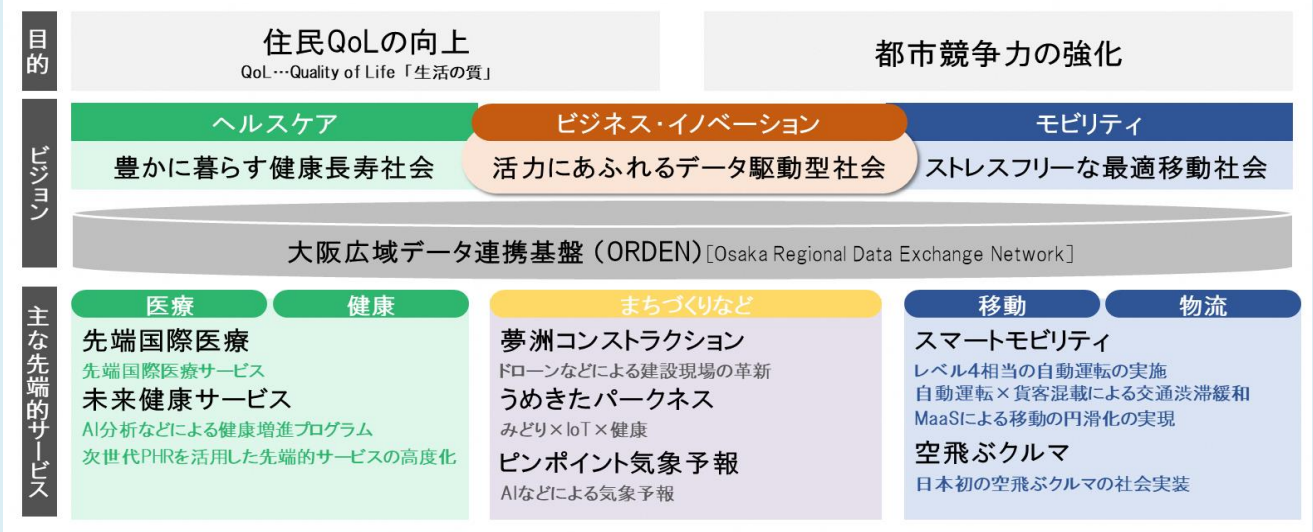 目的
住民QoLの向上
QoL…Quality of Life「生活の質」
都市競争力の強化
ビジョン
ヘルスケア
豊かに暮らす健康長寿社会
ビジネス・イノベーション
活力にあふれるデータ駆動型社会
モビリティ
ストレスフリーな最適移動社会
大阪広域データ連携基盤(ORDEN)[Osaka Regional Data Exchange Network]
主な先端的サービス
医療
健康
先端国際医療
先端国際医療サービス
未来健康サービス
AI分析などによる健康増進プログラム
次世代PHRを活用した先端的サービスの高度化
まちづくりなど
夢洲コンストラクション
ドローンなどによる建設現場の革新
うめきたパークネス
みどり×IoT×健康
ピンポイント気象予報
AIなどによる気象予報
移動
物流
スマートモビリティ
レベル4相当の自動運転の実施
自動運転×貨客混載による交通渋滞緩和
MaaSによる移動の円滑化の実現
空飛ぶクルマ
日本初の空飛ぶクルマの社会実装